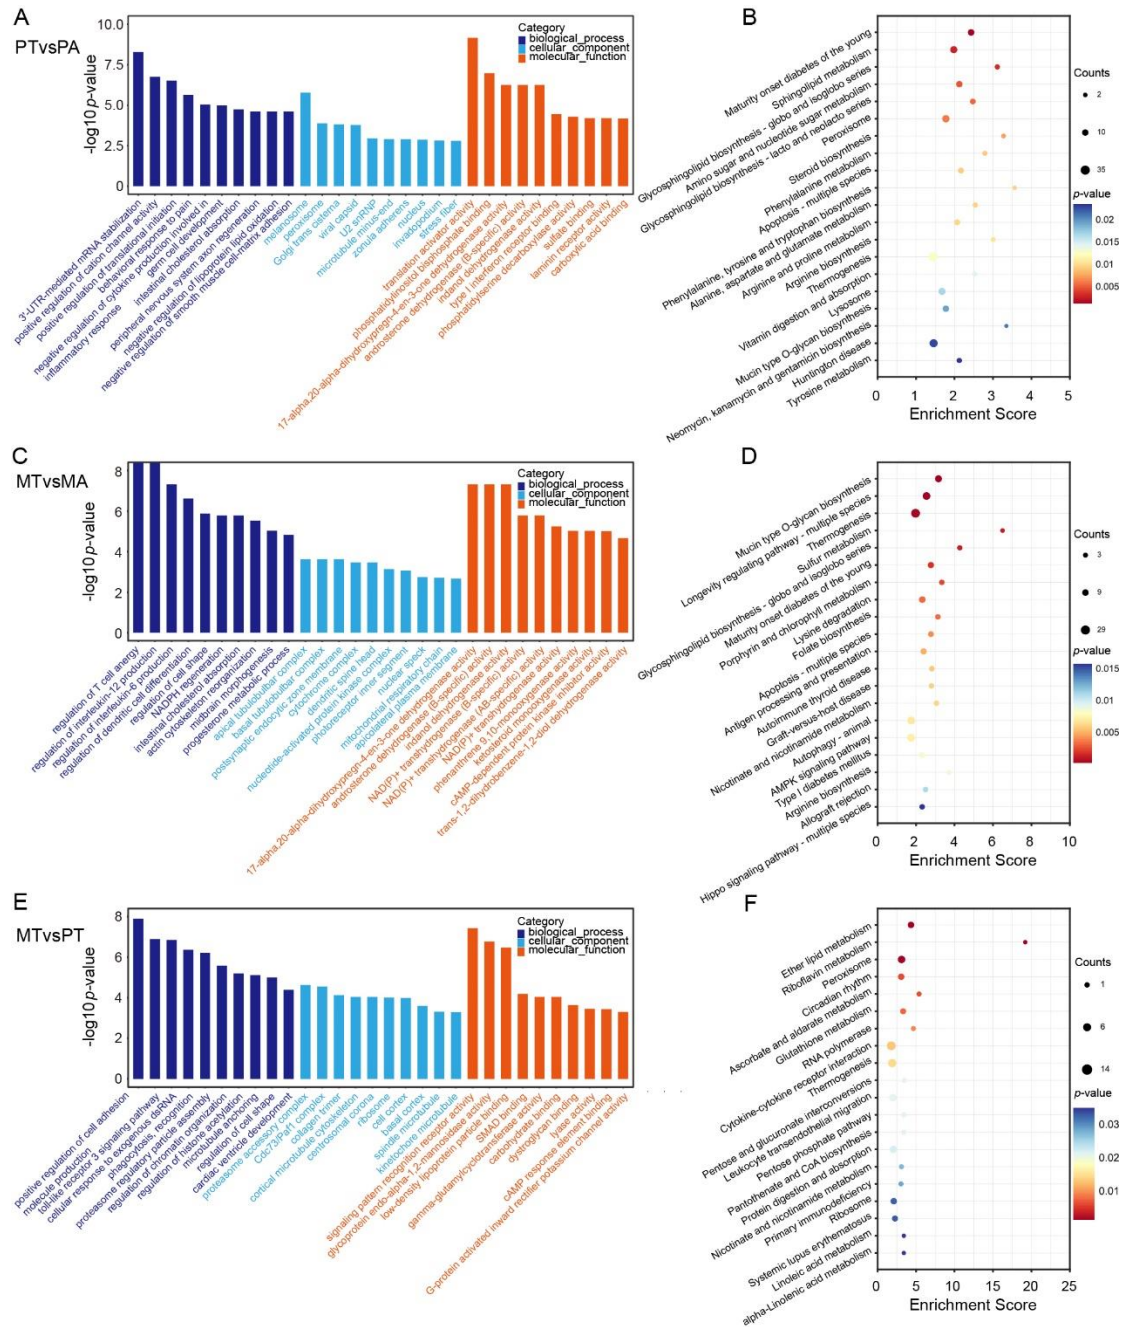 A
PTvsPA
-log10 p-value
10.0
7.5
5.0
2.5
0
Category
biological_process
cellular_component
molecular_function
3'-UTR-mediated mRNA stabilization
positive regulation of cation channel activity
positive regulation of translational initiation
behavioral response to pain
negative regulation of cytokine production involved in
inflammatory response
germ cell development
intestinal cholesterol absorption
peripheral nervous system axon regeneration
negative regulation of lipoprotein lipid oxidation
negative regulation of smooth muscle cell-matrix adhesion
melanosome
perisome
Golgi trans cisterna
viral capsid
U2 snRNP
microtubule minus-end
zonula adherens
nucleus
invadopodium
stress fiber
translation activator activity
phosphatidylinositol bisphosphate binding
17-alpha,20-alpha-dihydroxypregn-4-en-3-one dehydrogenase activity
androsterone dehydrogenase (B-specific) activity
indanol dehydrogenase activity
type I interferon receptor binding
phosphatidylserine decarboxylase activity
sulfate binding
laminin receptor activity
carboxylic acid binding
B
Maturity onset diabetes of the young
Sphingolipid metabolism
Glycosphingolipid biosynthesis - globo and isoglobo series
Amino sugar and nucleotide sugar metabolism
Glycosphingolipid biosynthesis - lacto and neolacto series
Peroxisome
Steroid biosynthesis
Phenylalanine metabolism
Apoptosis - multiple species
Phenylalanine, tyrosine and tryptophan biosynthesis
Alanine, aspartate and glutamate metabolism
Arginine and proline metabolism
Arginine biosynthesis
Thermogenesis
Vitamin digestion and absorption
Lysosome
Mucin type O-glycan biosynthesis
Neomycin, kanamycin and gentamicin biosynthesis
Huntington disease
Tyrosine metabolism
0 1 2 3 4 5
Enrichment Score
Counts
2
10
35
p-value
0.020
0.015
0.010
0.005
C
MTvsMA
-log10 p-value
8
6
4
2
0
Category
biological_process
cellular_component
molecular_function
regulation of T cell anergy
regulation of interleukin-12 production
regulation of interleukin-6 production
regulation of dendritic cell differentiation
regulation of cell shape
NADPH regeneration
intestinal cholesterol absorption
actin cytoskeleton reorganization
midbrain morphogenesis
progesterone metabolic process
apical tubulobulbar complex
basal tubulobulbar complex
postsynaptic endocytic zone membrane
cytochrome complex
dendritic spine head
nucleotide-activated protein kinase complex
photoreceptor inner segment
nuclear speck
mitochondrial respiratory chain
apicolateral plasma membrane
17-alpha,20-alpha-dihydroxypregn-4-en-3-one dehydrogenase activity
androsterone dehydrogenase (B-specific) activity
indanol dehydrogenase activity
NAD(P)+ transhydrogenase (B-specific) activity
NAD(P)+ transhydrogenase (AB-specific) activity
NAD(P)+ transhydrogenase activity
phenanthrene 9,10-monooxygenase activity
ketosteroid monooxygenase activity
cAMP-dependent protein kinase inhibitor activity
trans-1,2-dihydrobenzene-1,2-diol dehydrogenase activity
D
Mucin type O-glycan biosynthesis
Longevity regulating pathway - multiple species
Thermogenesis
Sulfur metabolism
Glycosphingolipid biosynthesis - globo and isoglobo series
Maturity onset diabetes of the young
Porphyrin and chlorophyll metabolism
Lysine degradation
Folate biosynthesis
Apoptosis - multiple species
Antigen processing and presentation
Autoimmune thyroid disease
Graft-versus-host disease
Nicotinate and nicotinamide metabolism
Autophagy - animal
AMPK signaling pathway
Type I diabetes mellitus
Arginine biosynthesis
Allograft rejection
Hippo signaling pathway - multiple species
0 2 4 6 8 10
Enrichment Score
Counts
3
9
29
p-value
0.015
0.010
0.005
E
MTvsPT
-log10 p-value
8
6
4
2
0
Category
biological_process
cellular_component
molecular_function
positive regulation of cell adhesion
molecule production
toll-like receptor 3 signaling pathway
cellular response to exogenous dsRNA
phagocytosis, recognition
proteasome regulatory particle assembly
regulation of chromatin organization
regulation of histone acetylation
microtubule anchoring
regulation of cell shape
cardiac ventricle development
proteasome accessory complex
Cdc73/Paf1 complex
collagen trimer
cortical microtubule cytoskeleton
centrosomal corona
ribosome
cell cortex
basal cortex
spindle microtubule
kinetochore microtubule
signaling pattern recognition receptor activity
glycoprotein endo-alpha-1,2-mannosidase activity
low-density lipoprotein particle binding
SMAD binding
gamma-glutamylcyclotransferase activity
carbohydrate binding
dystroglycan binding
lyase activity
cAMP response element binding
G-protein activated inward rectifier potassium channel activity
F
Ether lipid metabolism
Riboflavin metabolism
Peroxisome
Circadian rhythm
Ascorbate and aldarate metabolism
Glutathione metabolism
RNA polymerase
Cytokine-cytokine receptor interaction
Thermogenesis
Pentose and glucuronate interconversions
Leukocyte transendothelial migration
Pentose phosphate pathway
Pantothenate and CoA biosynthesis
Protein digestion and absorption
Nicotinate and nicotinamide metabolism
Primary immunodeficiency
Ribosome
Systemic lupus erythematosus
Linoleic acid metabolism
alpha-Linolenic acid metabolism
0 5 10 15 20 25
Enrichment Score
Counts
1
6
14
p-value
0.03
0.02
0.01